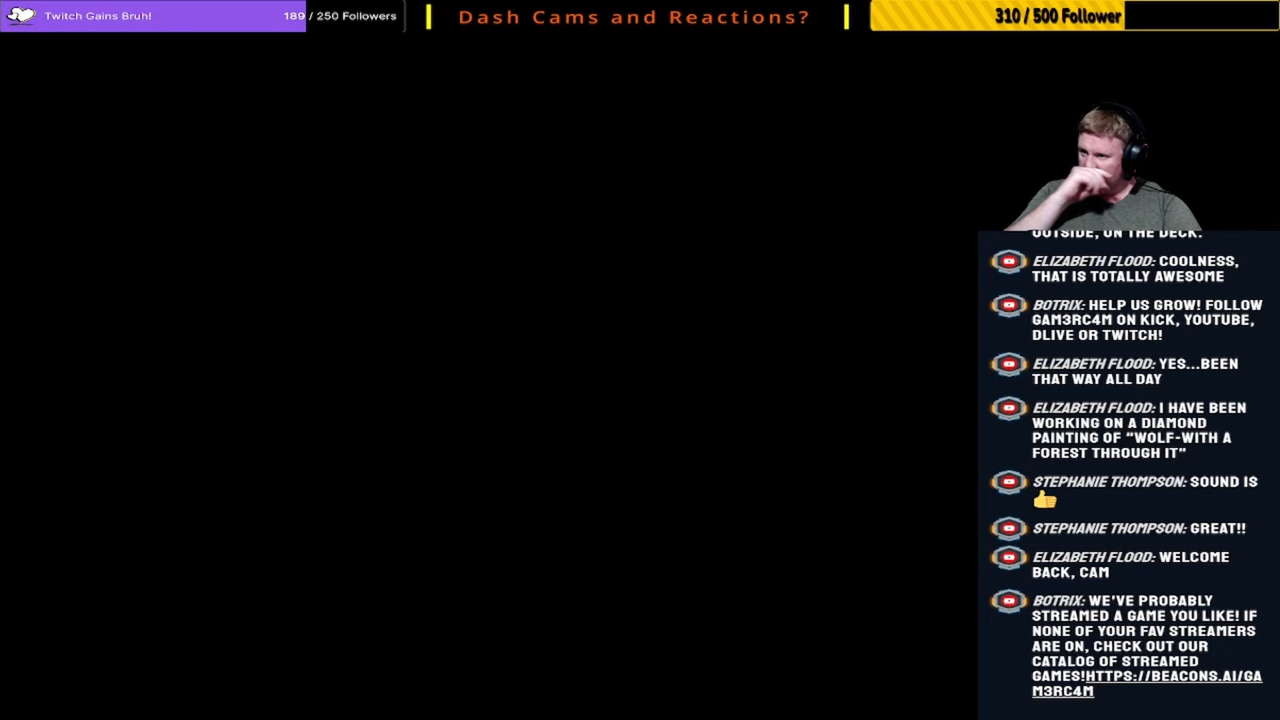 Twitch Gains Bruh!
189 / 250 Followers
Dash Cams and Reactions?
310 / 500 Follower
OUTSIDE, ON THE DECK.
ELIZABETH FLOOD: COOLNESS,
THAT IS TOTALLY AWESOME
BOTRIX: HELP US GROW! FOLLOW
GAM3RC4M ON KICK, YOUTUBE,
DLIVE OR TWITCH!
ELIZABETH FLOOD: YES...BEEN
THAT WAY ALL DAY
ELIZABETH FLOOD: I HAVE BEEN
WORKING ON A DIAMOND
PAINTING OF "WOLF-WITH A
FOREST THROUGH IT"
STEPHANIE THOMPSON: SOUND IS
👍
STEPHANIE THOMPSON: GREAT!!
ELIZABETH FLOOD: WELCOME
BACK, CAM
BOTRIX: WE'VE PROBABLY
STREAMED A GAME YOU LIKE! IF
NONE OF YOUR FAV STREAMERS
ARE ON, CHECK OUT OUR
CATALOG OF STREAMED
GAMES!HTTPS://BEACONS.AI/GA
M3RC4M